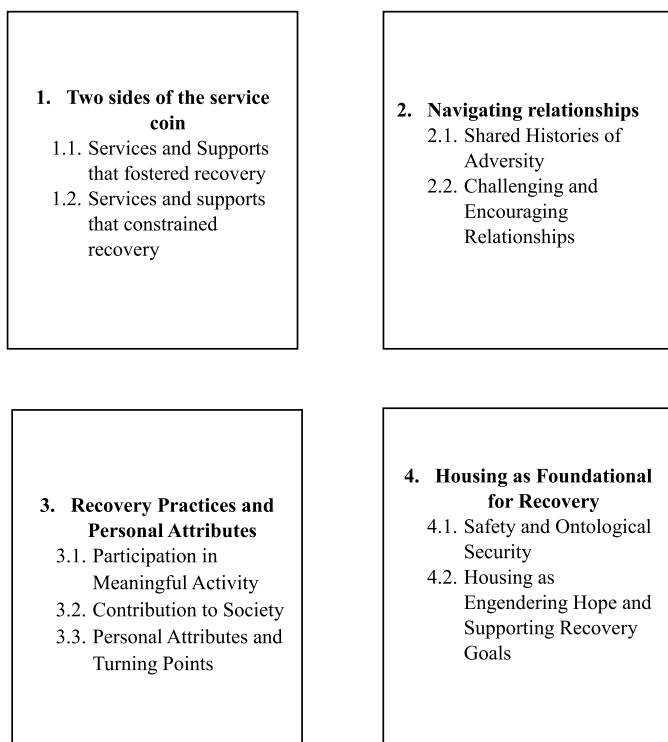 1. Two sides of the service
coin
1.1. Services and Supports
that fostered recovery
1.2. Services and supports
that constrained
recovery
2. Navigating relationships
2.1. Shared Histories of
Adversity
2.2. Challenging and
Encouraging
Relationships
3. Recovery Practices and
Personal Attributes
3.1. Participation in
Meaningful Activity
3.2. Contribution to Society
3.3. Personal Attributes and
Turning Points
4. Housing as Foundational
for Recovery
4.1. Safety and Ontological
Security
4.2. Housing as
Engendering Hope and
Supporting Recovery
Goals